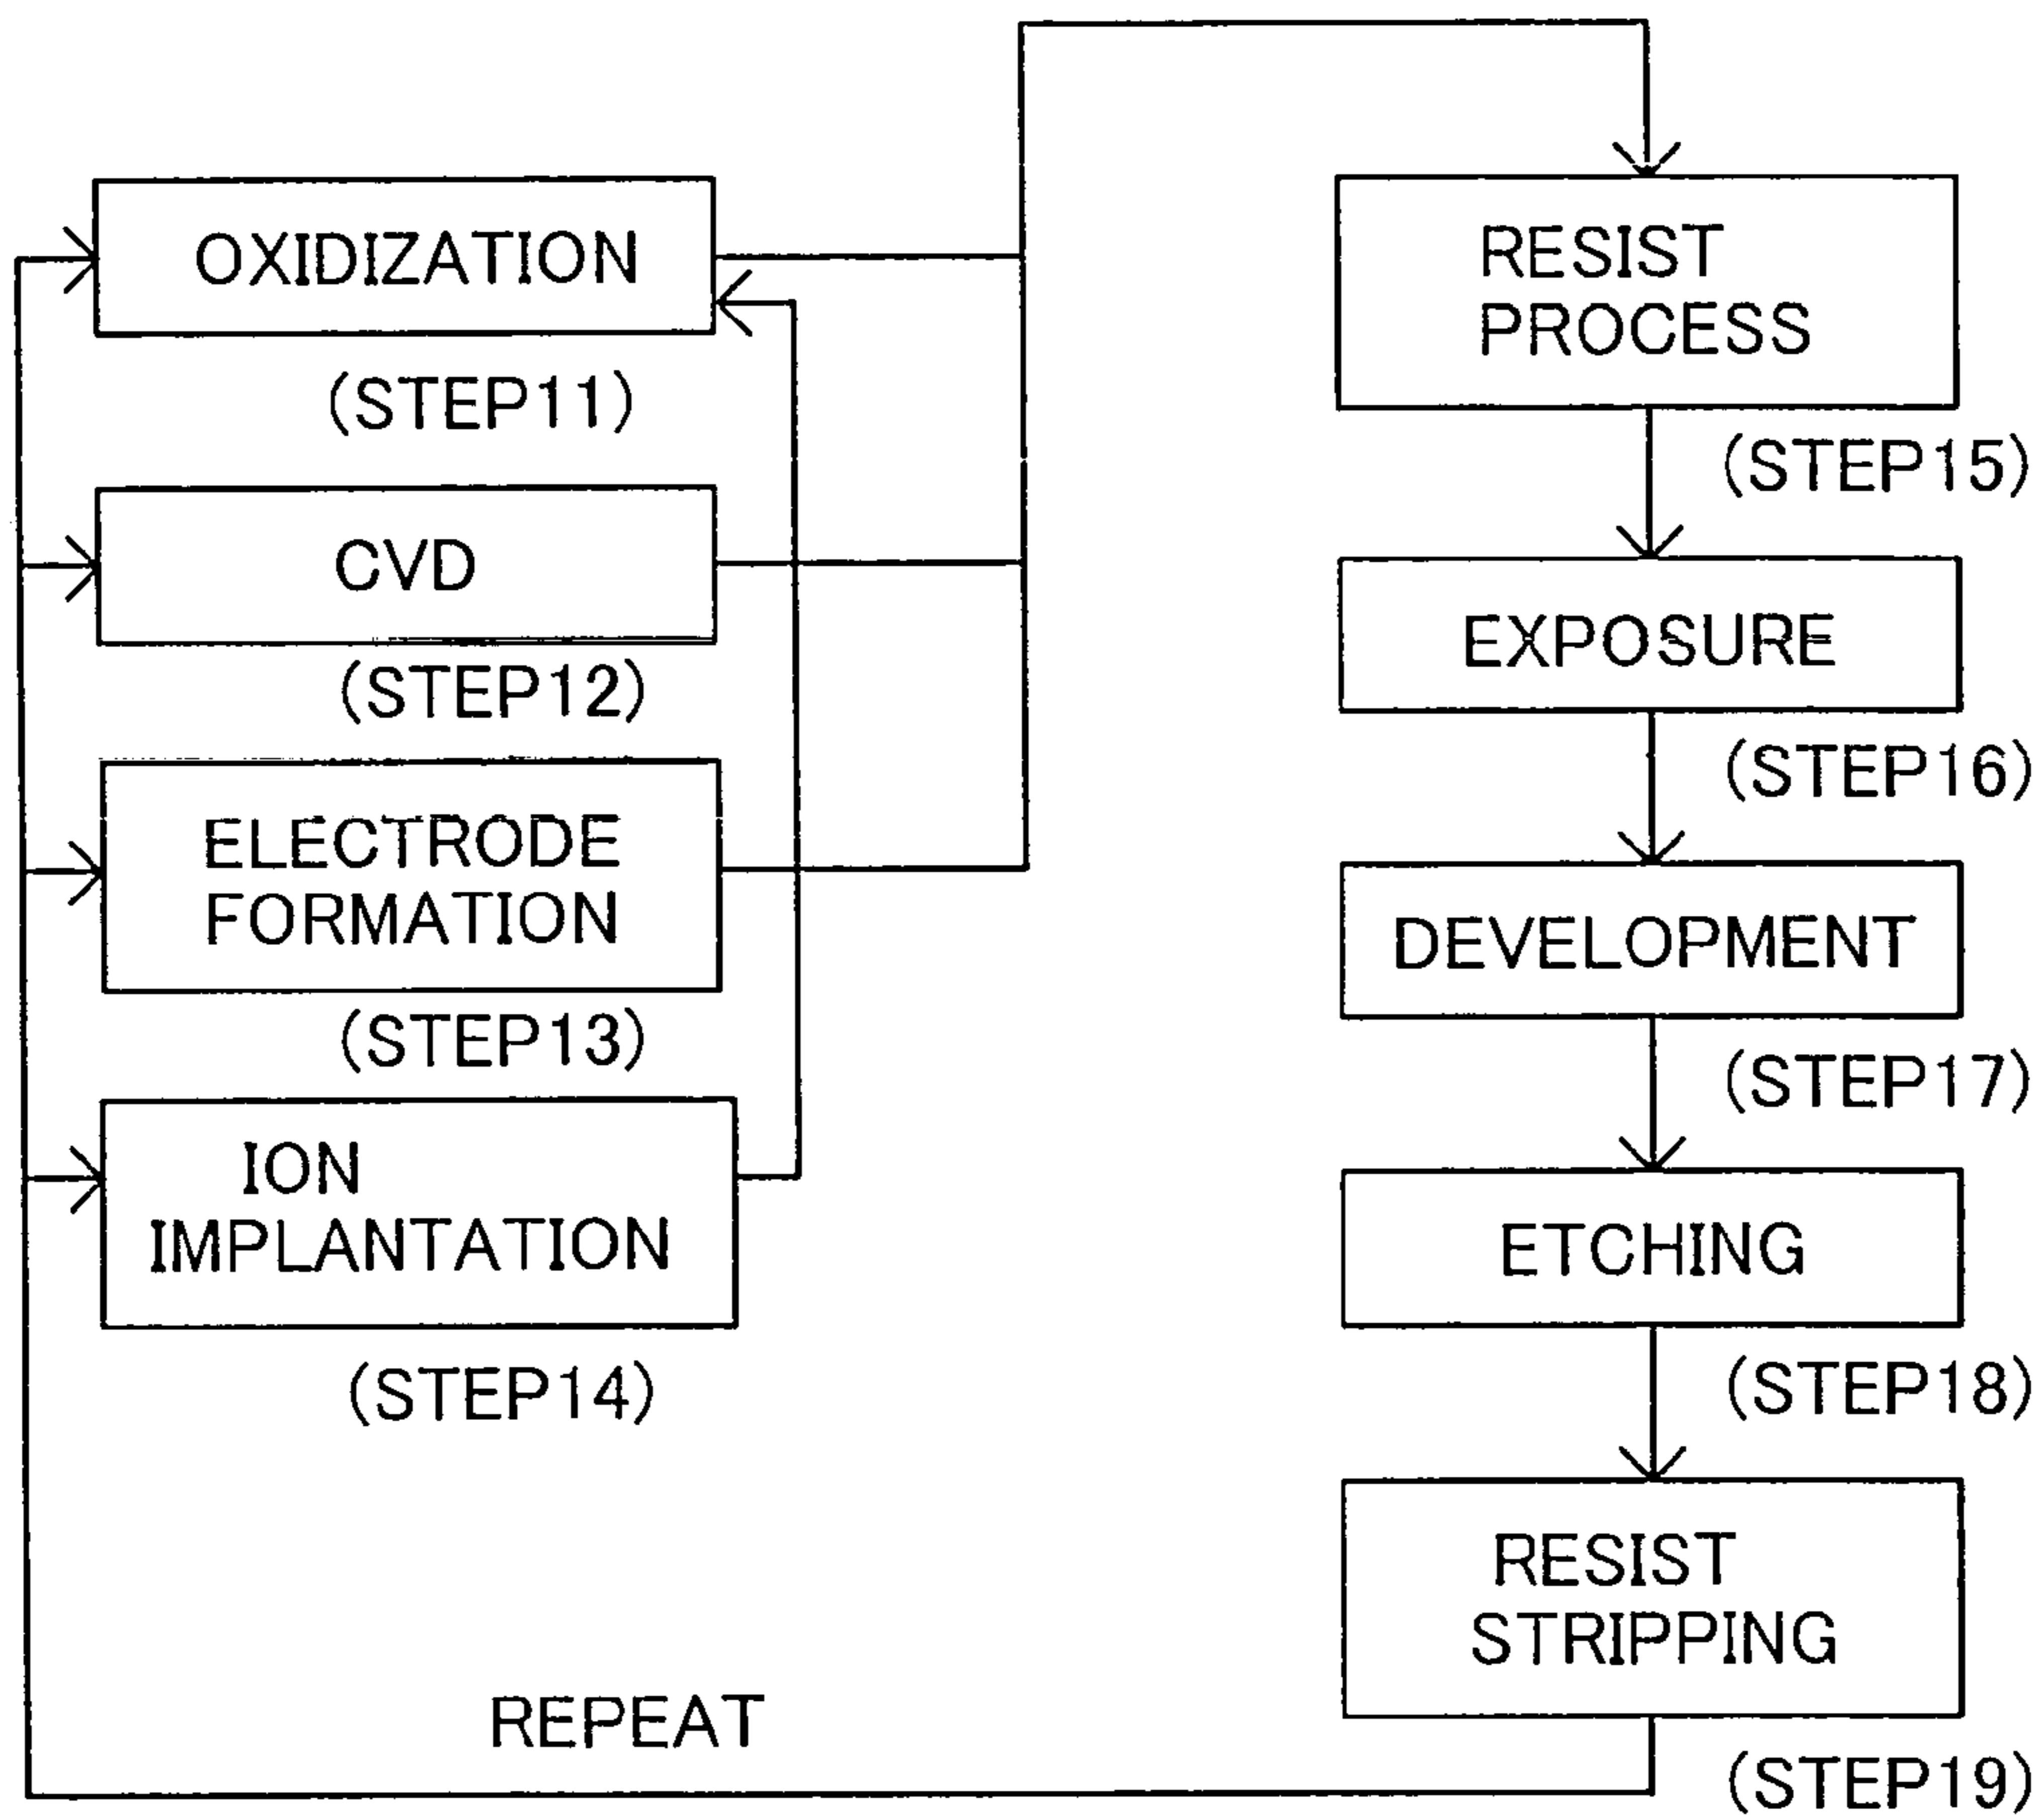 OXIDIZATION
(STEP11)
CVD
(STEP12)
ELECTRODE
FORMATION
(STEP13)
ION
IMPLANTATION
(STEP14)
REPEAT
RESIST
PROCESS
(STEP15)
EXPOSURE
(STEP16)
DEVELOPMENT
(STEP17)
ETCHING
(STEP18)
RESIST
STRIPPING
(STEP19)